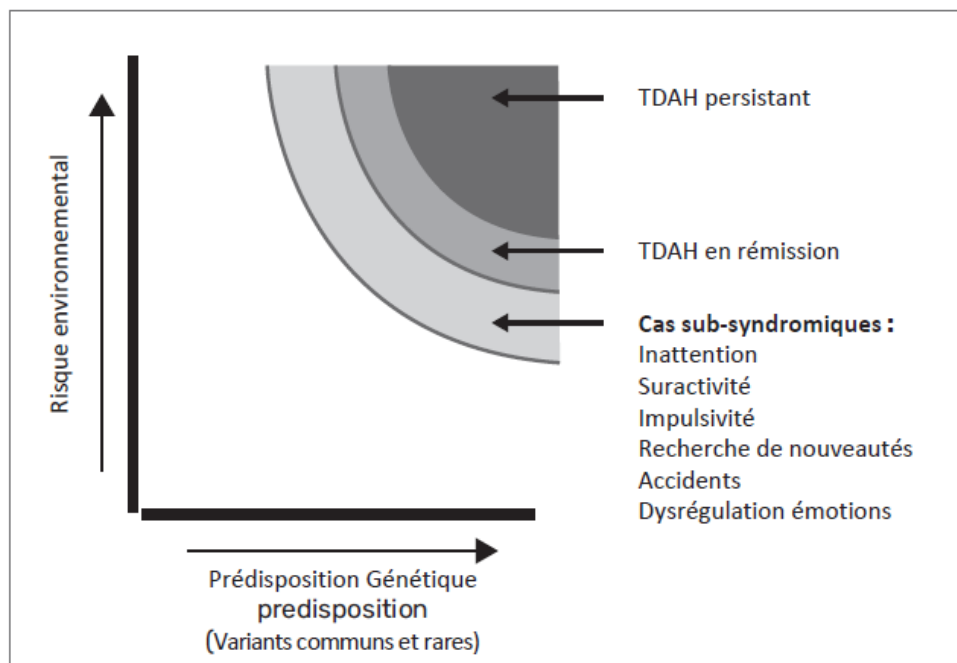 TDAH persistant
TDAH en rémission
Cas sub-syndromiques :
Inattention
Suractivité
Impulsivité
Recherche de nouveautés
Accidents
Dysrégulation émotions
Risque environnemental
Prédisposition Génétique
predisposition
(Variants communs et rares)